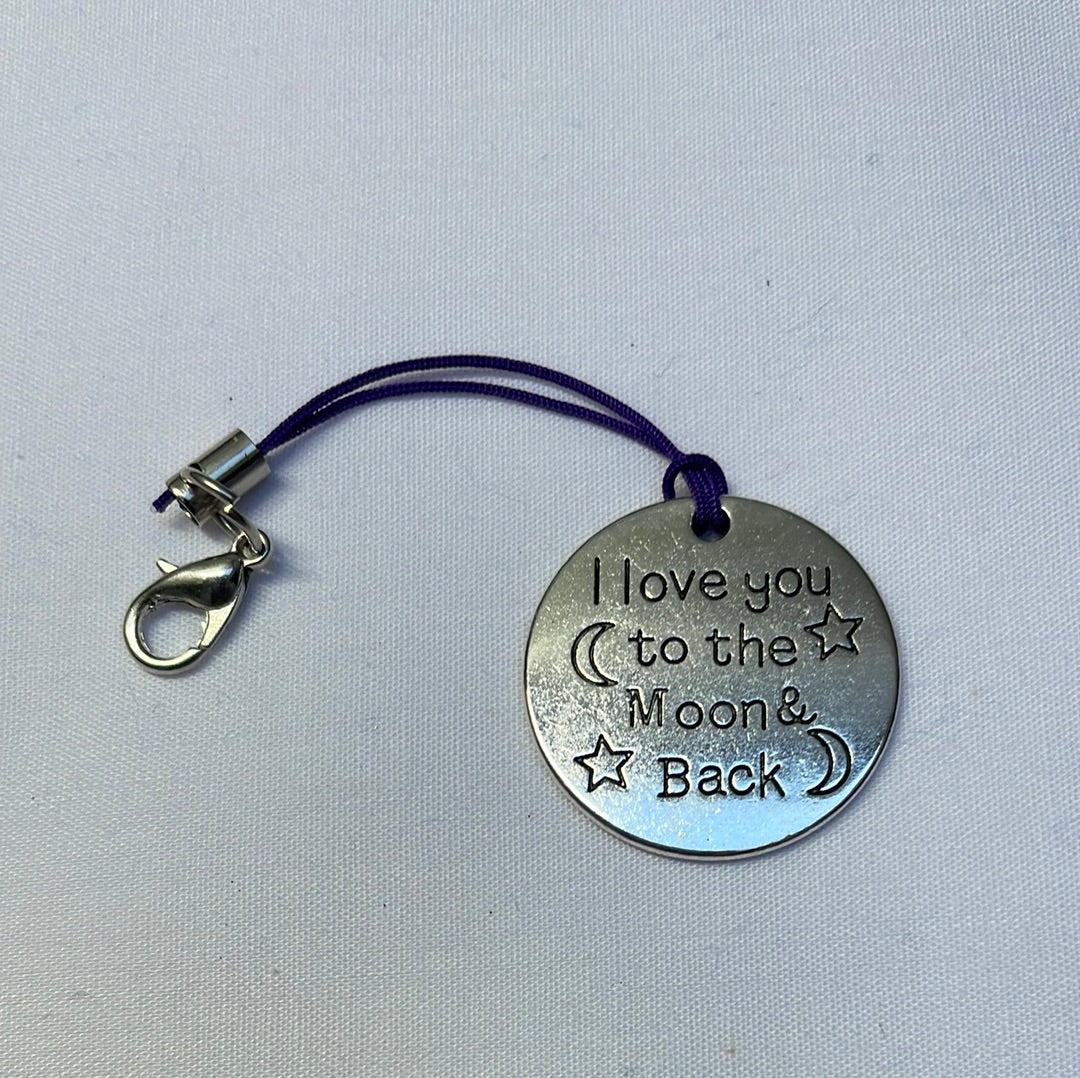 I love you
to the
Moon &
Back